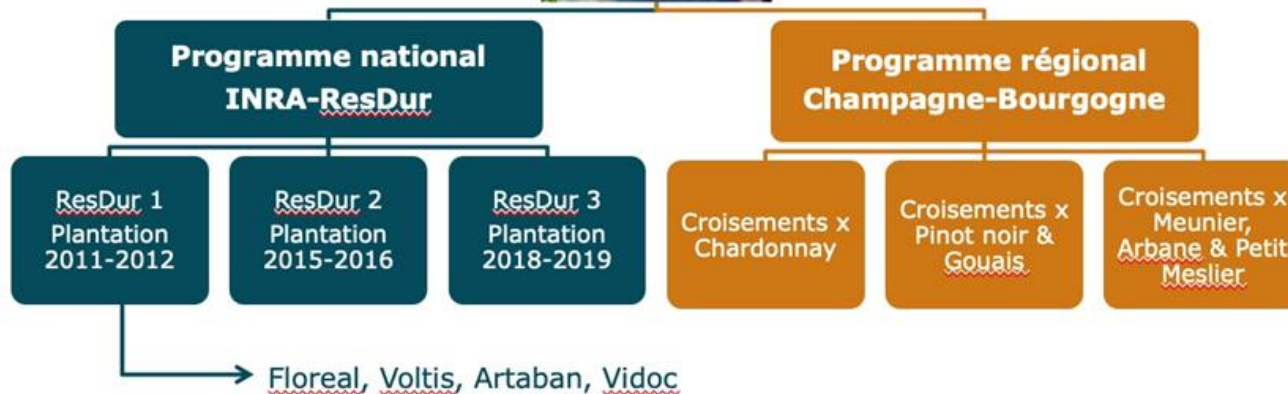 Programme national
INRA-ResDur
Programme régional
Champagne-Bourgogne
ResDur 1
Plantation
2011-2012
ResDur 2
Plantation
2015-2016
ResDur 3
Plantation
2018-2019
Croisements x
Chardonnay
Croisements x
Pinot noir &
Gouais
Croisements x
Meunier,
Arbane & Petit
Meslier
Floreal, Voltis, Artaban, Vidoc